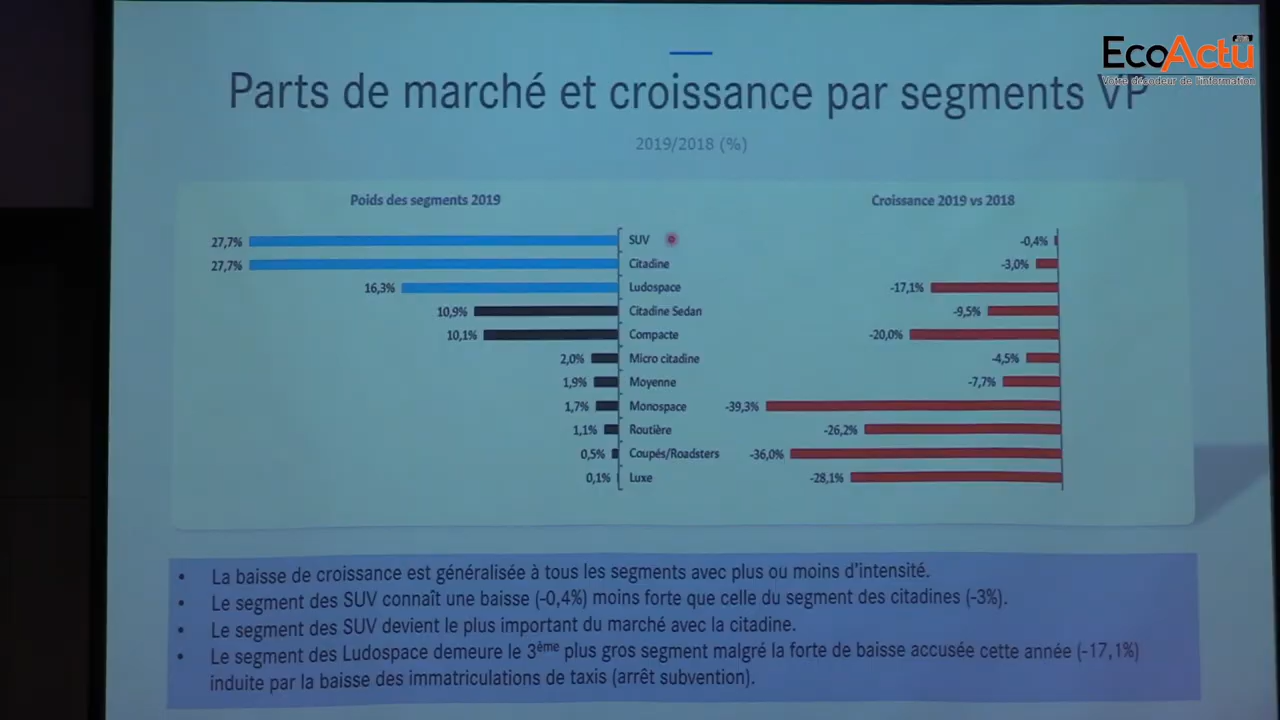 EcoActu
Votre décodeur de l'information
Parts de marché et croissance par segments VP
2019/2018 (%)
Poids des segments 2019
Croissance 2019 vs 2018
27,7% SUV -0,4%
27,7% Citadine -3,0%
16,3% Ludospace -17,1%
10,9% Citadine Sedan -9,5%
10,1% Compacte -20,0%
2,0% Micro citadine -4,5%
1,9% Moyenne -7,7%
1,7% Monospace -39,3%
1,1% Routière -26,2%
0,5% Coupés/Roadsters -36,0%
0,1% Luxe -28,1%
• La baisse de croissance est généralisée à tous les segments avec plus ou moins d'intensité.
• Le segment des SUV connaît une baisse (-0,4%) moins forte que celle du segment des citadines (-3%).
• Le segment des SUV devient le plus important du marché avec la citadine.
• Le segment des Ludospace demeure le 3ème plus gros segment malgré la forte de baisse accusée cette année (-17,1%)
induite par la baisse des immatriculations de taxis (arrêt subvention).